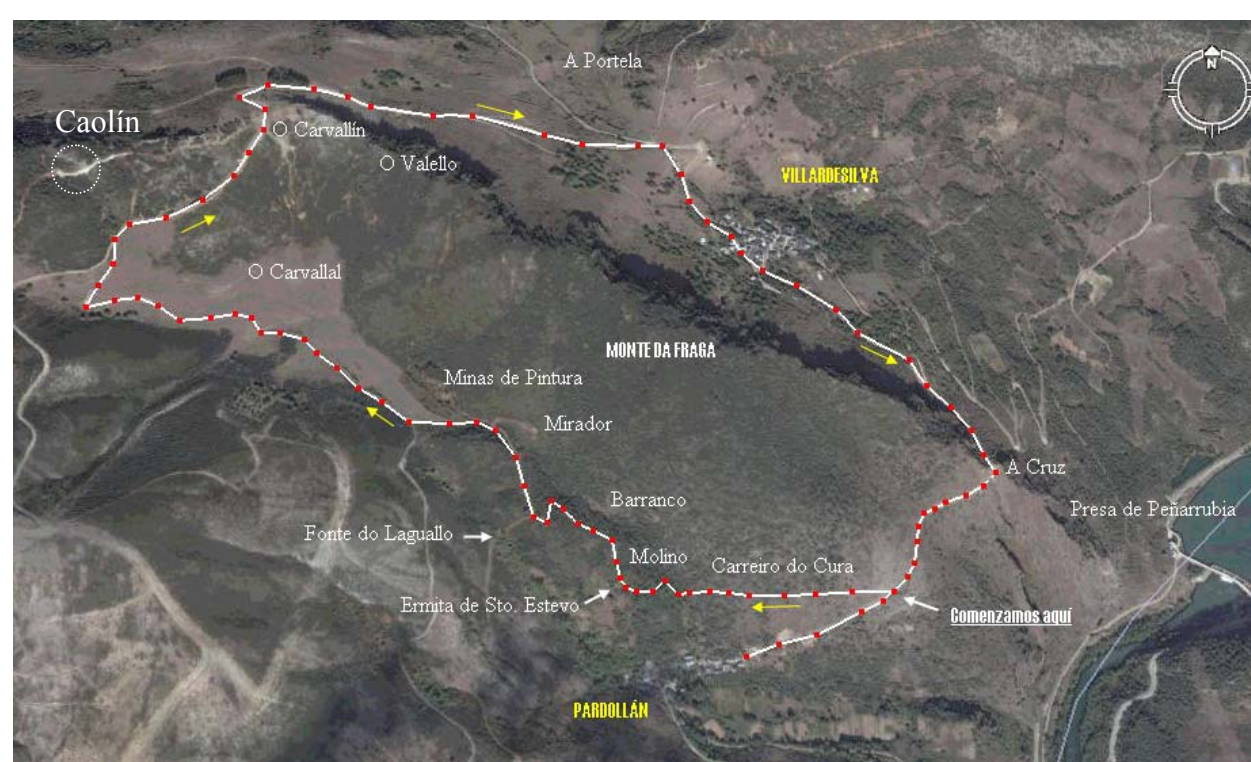 A Portela
N
Caolín
O Carvallín
O Valello
VILLARDESILVA
O Carvallal
MONTE DA FRAGA
Minas de Pintura
Mirador
A Cruz
Barranco
Presa de Peñarrubia
Fonte do Laguallo
Molino
Carreiro do Cura
Ermita de Sto. Estevo
Comenzamos aquí
PARDOLLÁN